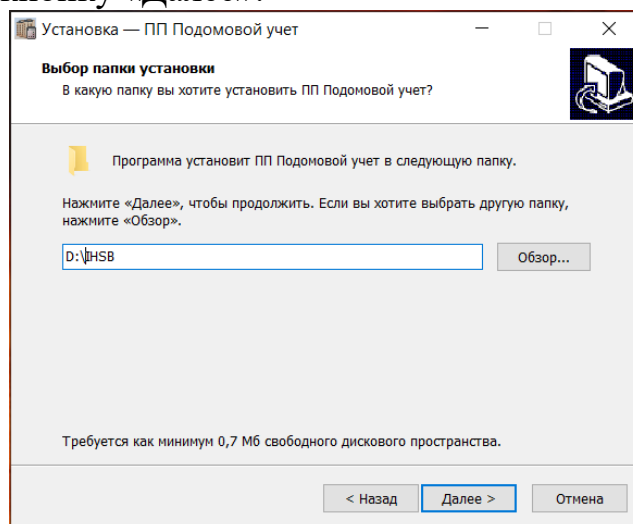 Установка — ПП Подомовой учет
Выбор папки установки
В какую папку вы хотите установить ПП Подомовой учет?
Программа установит ПП Подомовой учет в следующую папку.
Нажмите «Далее», чтобы продолжить. Если вы хотите выбрать другую папку,
нажмите «Обзор».
D:\IHSB
Обзор...
Требуется как минимум 0,7 Мб свободного дискового пространства.
< Назад
Далее >
Отмена